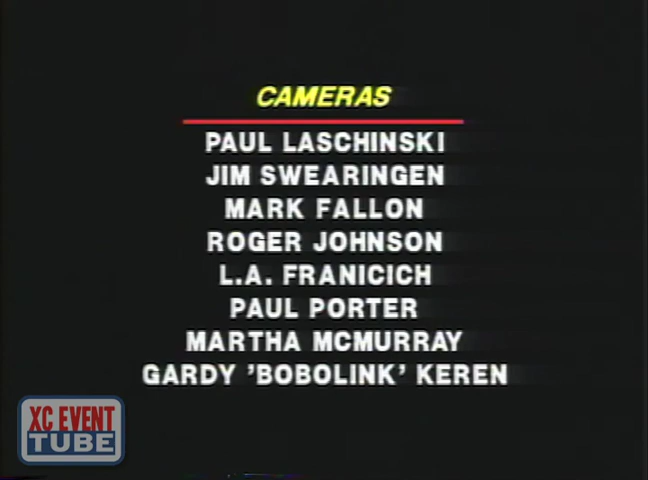 CAMERAS
PAUL LASCHINSKI
JIM SWEARINGEN
MARK FALLON
ROGER JOHNSON
L.A. FRANICICH
PAUL PORTER
MARTHA MCMURRAY
GARDY 'BOBOLINK' KEREN
XC EVENT
TUBE